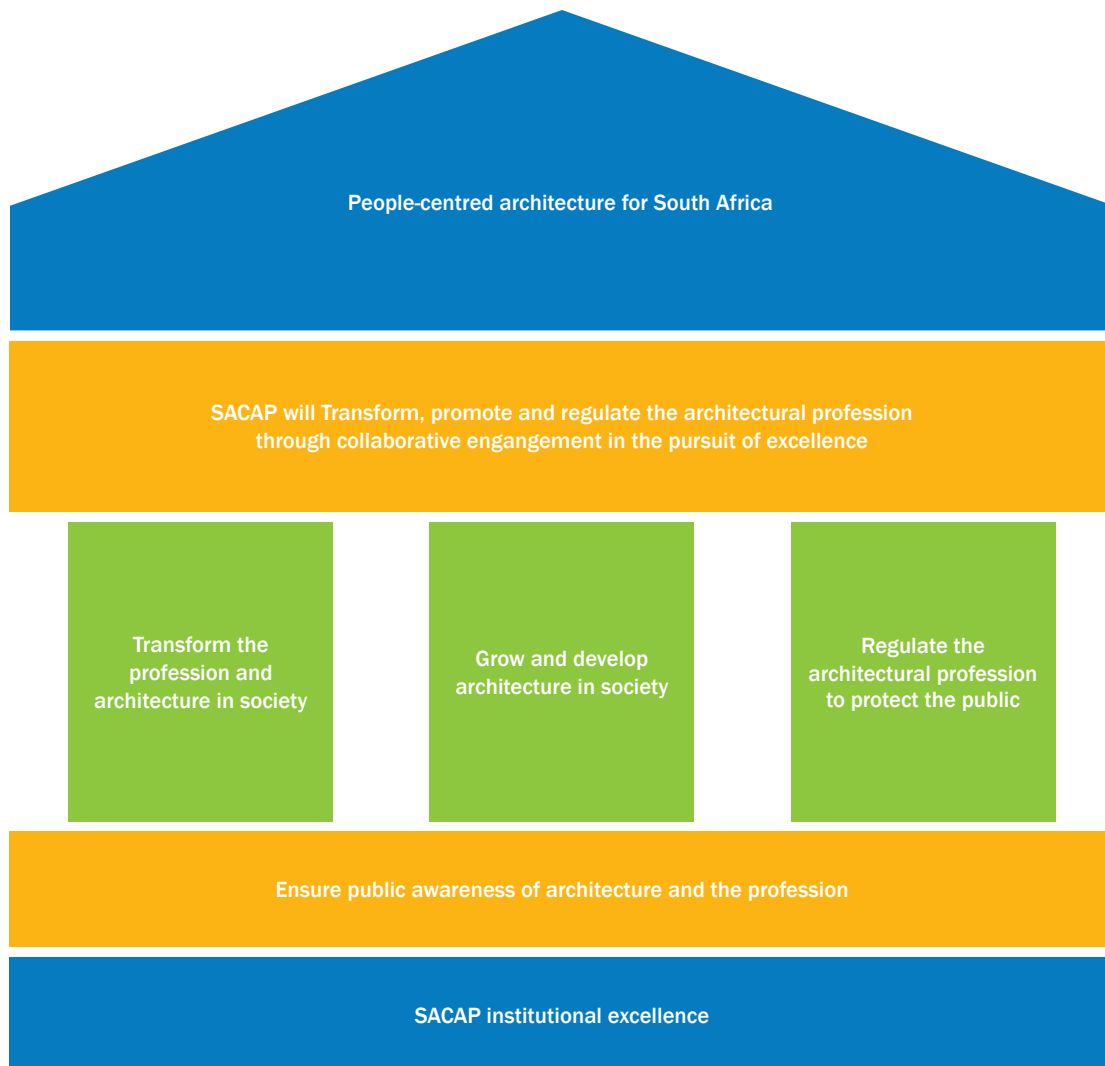 People-centred architecture for South Africa
SACAP will Transform, promote and regulate the architectural profession
through collaborative engangement in the pursuit of excellence
Transform the
profession and
architecture in society
Grow and develop
architecture in society
Regulate the
architectural profession
to protect the public
Ensure public awareness of architecture and the profession
SACAP institutional excellence